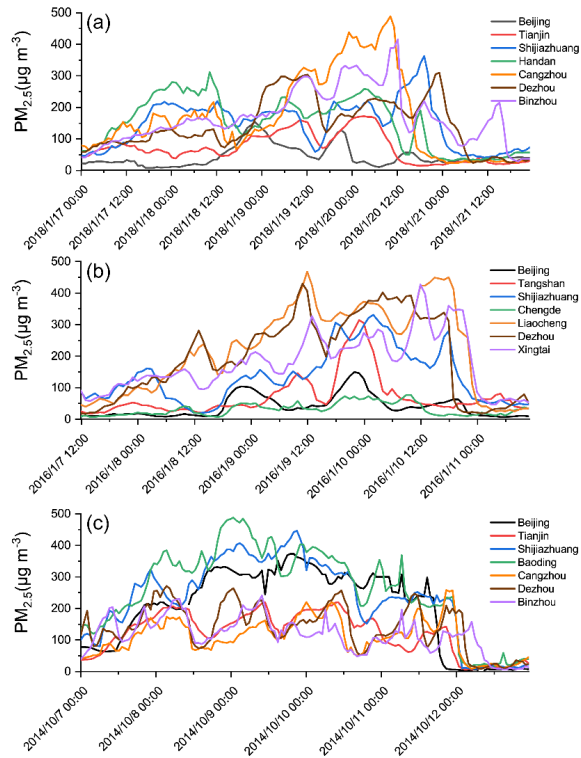 (a)
PM2.5(µg m-3)
500
400
300
200
100
0
Beijing
Tianjin
Shijiazhuang
Handan
Cangzhou
Dezhou
Binzhou
2018/1/17 00:00
2018/1/17 12:00
2018/1/18 00:00
2018/1/18 12:00
2018/1/19 00:00
2018/1/19 12:00
2018/1/20 00:00
2018/1/20 12:00
2018/1/21 00:00
2018/1/21 12:00
(b)
PM2.5(µg m-3)
500
400
300
200
100
0
Beijing
Tangshan
Shijiazhuang
Chengde
Liaocheng
Dezhou
Xingtai
2016/1/7 12:00
2016/1/8 00:00
2016/1/8 12:00
2016/1/9 00:00
2016/1/9 12:00
2016/1/10 00:00
2016/1/10 12:00
2016/1/11 00:00
(c)
PM2.5(µg m-3)
500
400
300
200
100
0
Beijing
Tianjin
Shijiazhuang
Baoding
Cangzhou
Dezhou
Binzhou
2014/10/7 00:00
2014/10/8 00:00
2014/10/9 00:00
2014/10/10 00:00
2014/10/11 00:00
2014/10/12 00:00